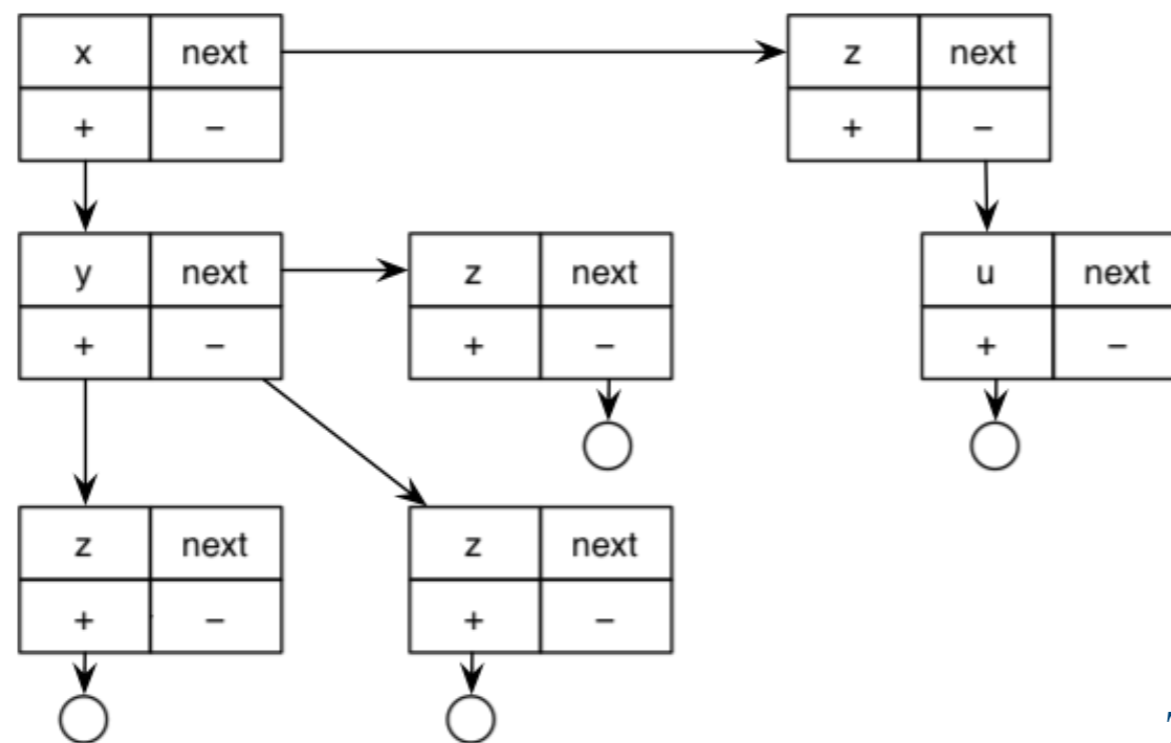 x next z next
+ − + −
y next z next u next
+ − + − + −
z next z next
+ − + −